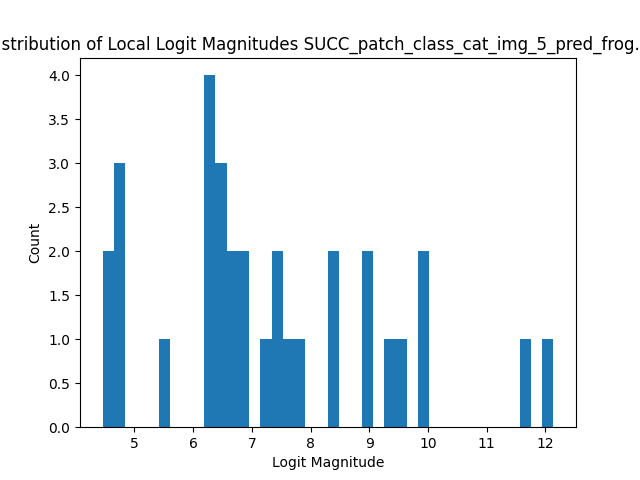 stribution of Local Logit Magnitudes SUCC_patch_class_cat_img_5_pred_frog.
4.0
3.5
3.0
2.5
2.0
1.5
1.0
0.5
0.0
Count
5 6 7 8 9 10 11 12
Logit Magnitude